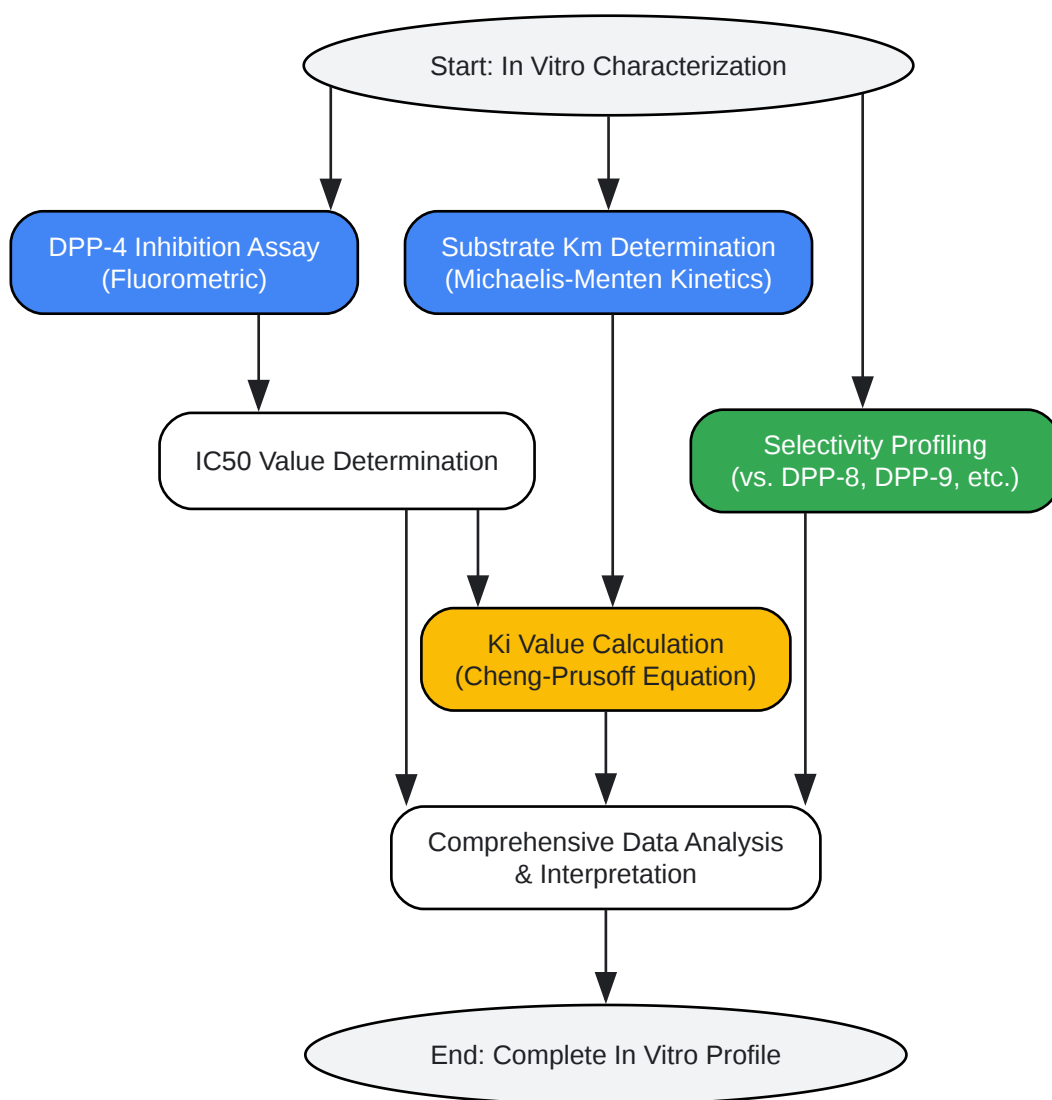 Start: In Vitro Characterization
DPP-4 Inhibition Assay
(Fluorometric)
Substrate Km Determination
(Michaelis-Menten Kinetics)
IC50 Value Determination
Selectivity Profiling
(vs. DPP-8, DPP-9, etc.)
Ki Value Calculation
(Cheng-Prusoff Equation)
Comprehensive Data Analysis
& Interpretation
End: Complete In Vitro Profile